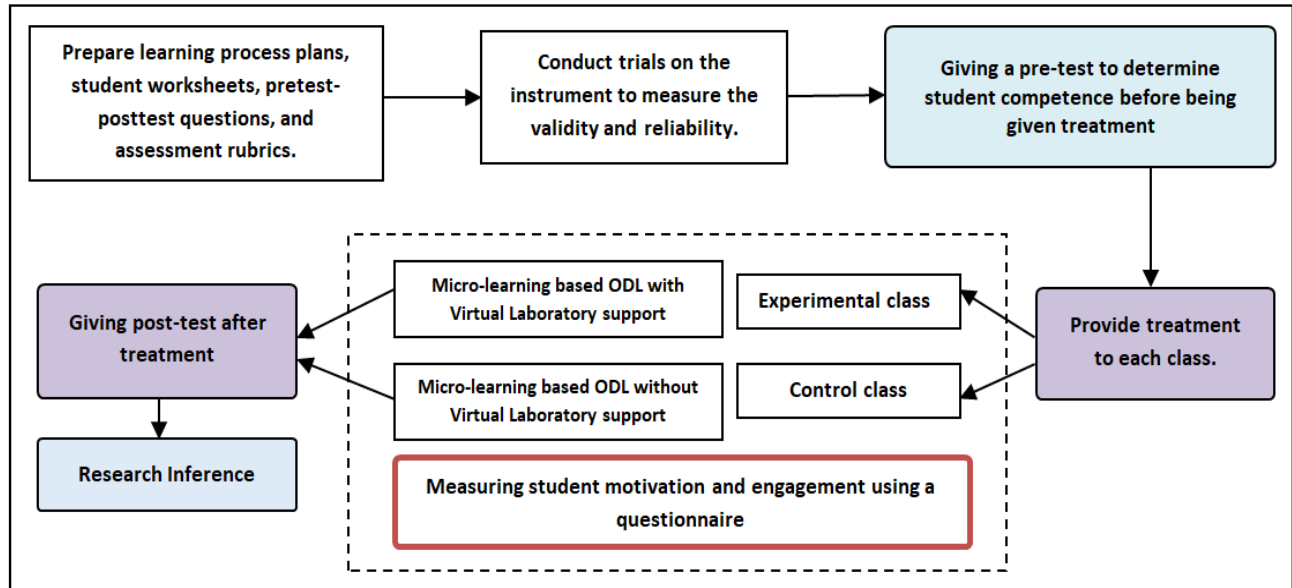 Prepare learning process plans,
student worksheets, pretest-
posttest questions, and
assessment rubrics.
Conduct trials on the
instrument to measure the
validity and reliability.
Giving a pre-test to determine
student competence before being
given treatment
Provide treatment
to each class.
Experimental class
Control class
Micro-learning based ODL with
Virtual Laboratory support
Micro-learning based ODL without
Virtual Laboratory support
Measuring student motivation and engagement using a
questionnaire
Giving post-test after
treatment
Research Inference